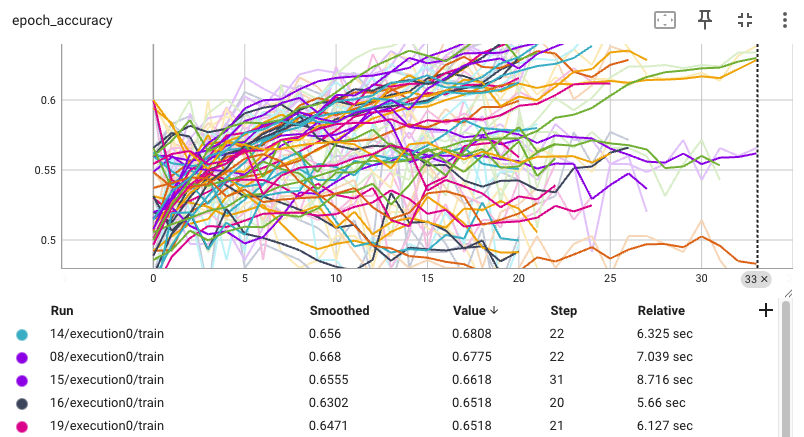 epoch_accuracy
0.6
0.55
0.5
0 5 10 15 20 25 30 33 ×
Run Smoothed Value ↓ Step Relative
14/execution0/train 0.656 0.6808 22 6.325 sec
08/execution0/train 0.668 0.6775 22 7.039 sec
15/execution0/train 0.6555 0.6618 31 8.716 sec
16/execution0/train 0.6302 0.6518 20 5.66 sec
19/execution0/train 0.6471 0.6518 21 6.127 sec